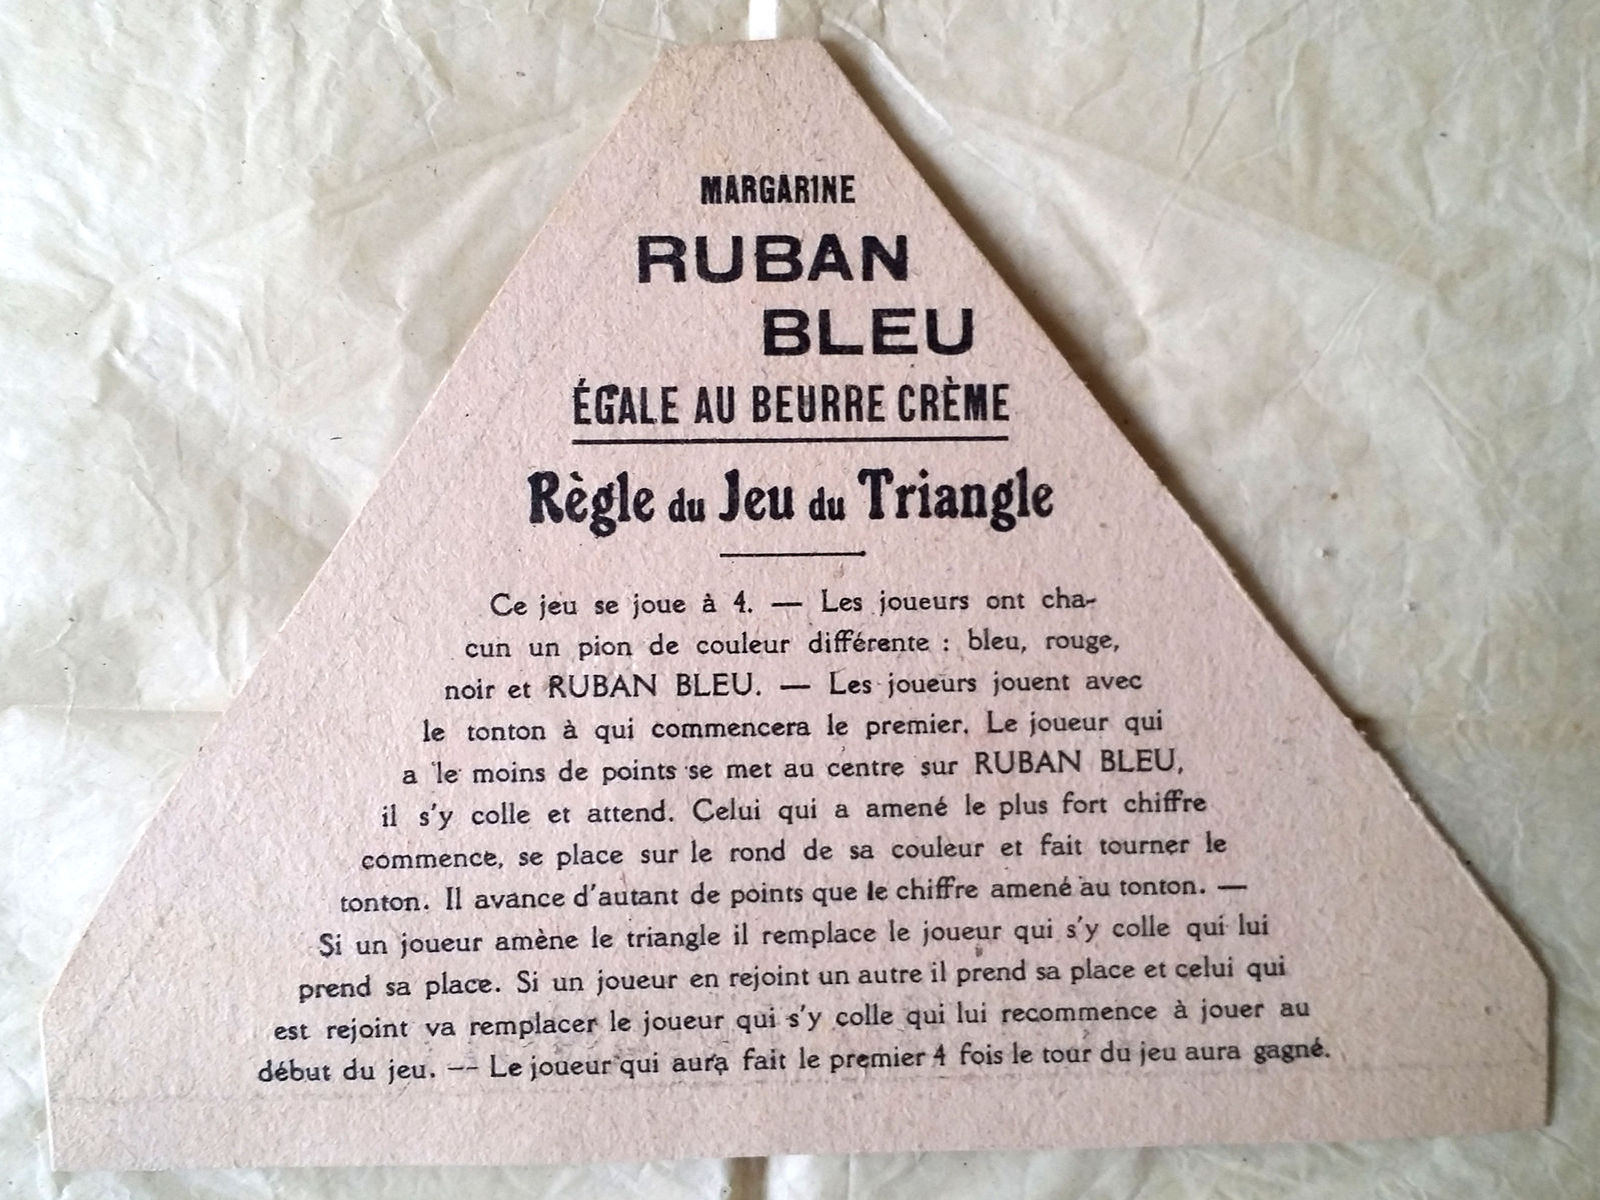 MARGARINE
RUBAN
BLEU
ÉGALE AU BEURRE CRÈME
Règle du Jeu du Triangle
Ce jeu se joue à 4. — Les joueurs ont cha-
cun un pion de couleur différente : bleu, rouge,
noir et RUBAN BLEU. — Les joueurs jouent avec
le tonton à qui commencera le premier. Le joueur qui
a le moins de points se met au centre sur RUBAN BLEU,
il s'y colle et attend. Celui qui a amené le plus fort chiffre
commence, se place sur le rond de sa couleur et fait tourner le
tonton. Il avance d'autant de points que le chiffre amené au tonton. —
Si un joueur amène le triangle il remplace le joueur qui s'y colle qui lui
prend sa place. Si un joueur en rejoint un autre il prend sa place et celui qui
est rejoint va remplacer le joueur qui s'y colle qui lui recommence à jouer au
début du jeu. — Le joueur qui aura fait le premier 4 fois le tour du jeu aura gagné.